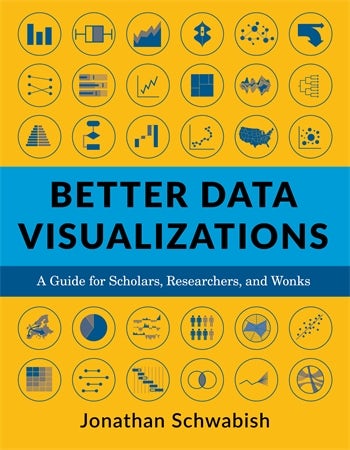 BETTER DATA
VISUALIZATIONS
A Guide for Scholars, Researchers, and Wonks
Jonathan Schwabish